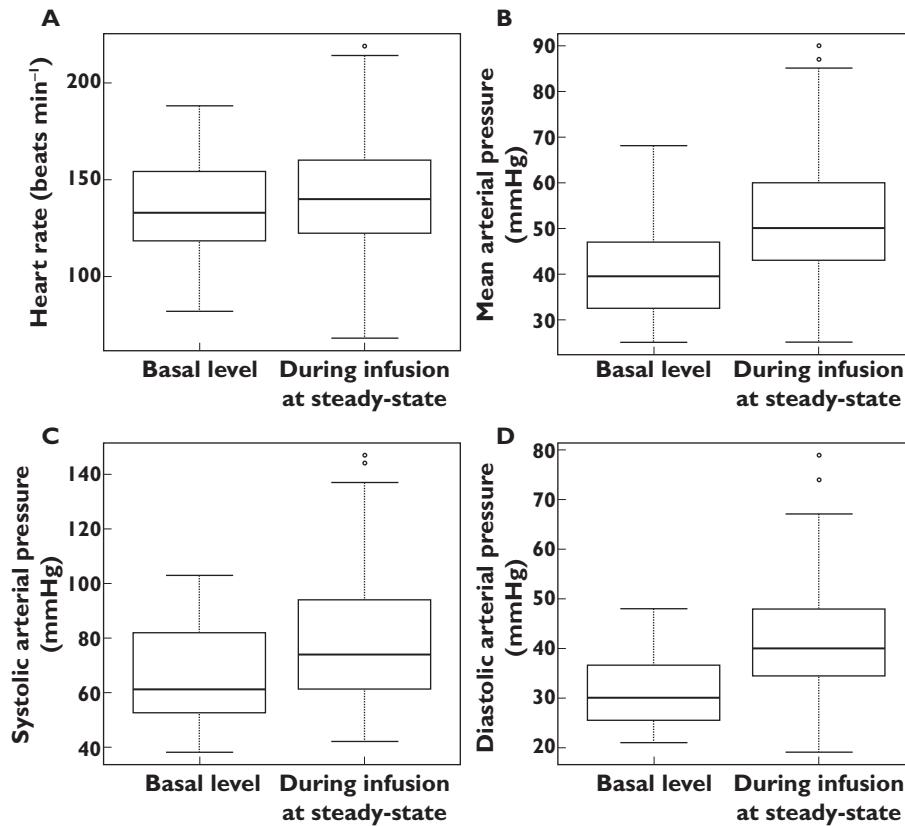 A
Heart rate (beats min⁻¹)
200
150
100
Basal level
During infusion
at steady-state
B
Mean arterial pressure
(mmHg)
90
80
70
60
50
40
30
Basal level
During infusion
at steady-state
C
Systolic arterial pressure
(mmHg)
140
120
100
80
60
40
Basal level
During infusion
at steady-state
D
Diastolic arterial pressure
(mmHg)
80
70
60
50
40
30
20
Basal level
During infusion
at steady-state